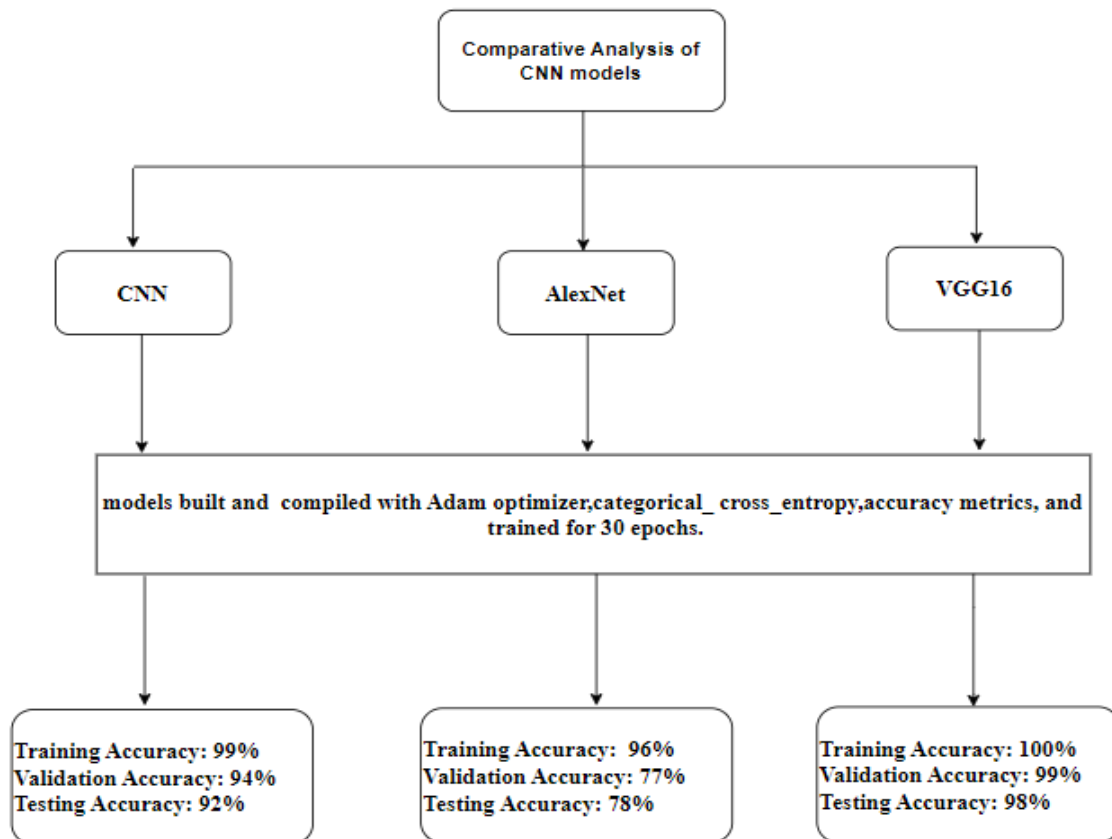 Comparative Analysis of
CNN models
CNN
AlexNet
VGG16
models built and compiled with Adam optimizer,categorical_ cross_entropy,accuracy metrics, and
trained for 30 epochs.
Training Accuracy: 99%
Validation Accuracy: 94%
Testing Accuracy: 92%
Training Accuracy: 96%
Validation Accuracy: 77%
Testing Accuracy: 78%
Training Accuracy: 100%
Validation Accuracy: 99%
Testing Accuracy: 98%